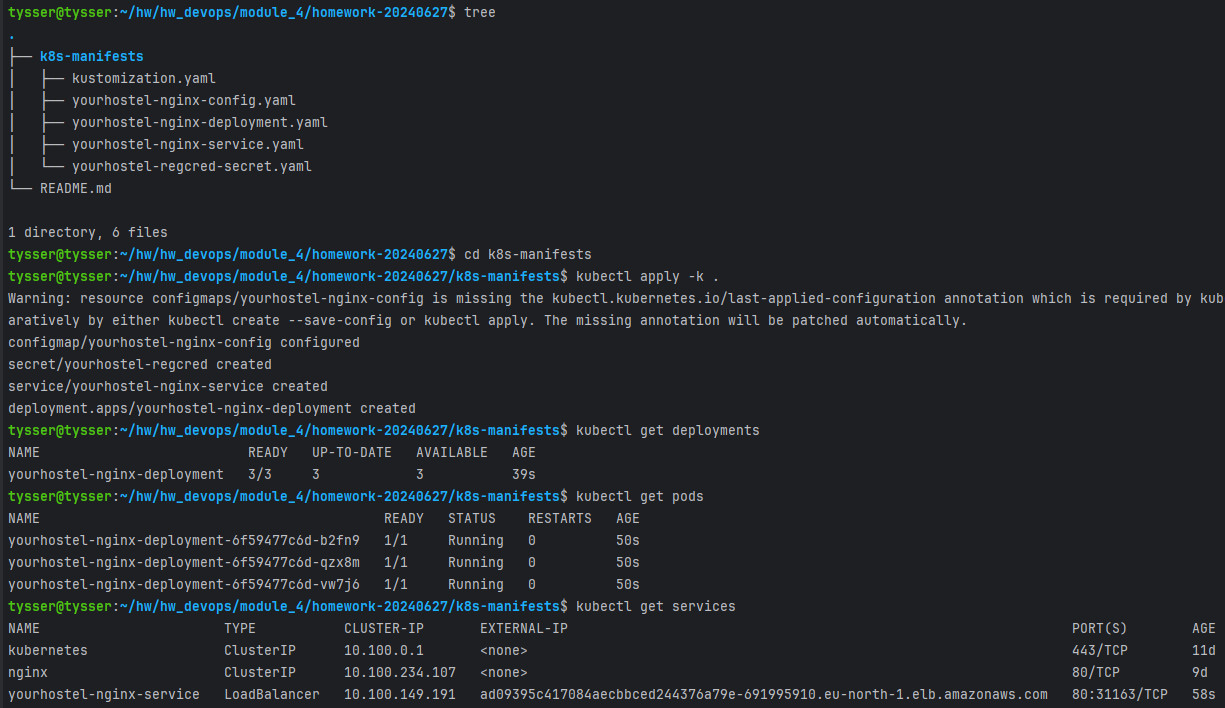 tysser@tysser:~/hw/hw_devops/module_4/homework-20240627$ tree
.
├── k8s-manifests
│   ├── kustomization.yaml
│   ├── yourhostel-nginx-config.yaml
│   ├── yourhostel-nginx-deployment.yaml
│   ├── yourhostel-nginx-service.yaml
│   └── yourhostel-regcred-secret.yaml
└── README.md
1 directory, 6 files
tysser@tysser:~/hw/hw_devops/module_4/homework-20240627$ cd k8s-manifests
tysser@tysser:~/hw/hw_devops/module_4/homework-20240627/k8s-manifests$ kubectl apply -k .
Warning: resource configmaps/yourhostel-nginx-config is missing the kubectl.kubernetes.io/last-applied-configuration annotation which is required by kub
aratively by either kubectl create --save-config or kubectl apply. The missing annotation will be patched automatically.
configmap/yourhostel-nginx-config configured
secret/yourhostel-regcred created
service/yourhostel-nginx-service created
deployment.apps/yourhostel-nginx-deployment created
tysser@tysser:~/hw/hw_devops/module_4/homework-20240627/k8s-manifests$ kubectl get deployments
NAME                          READY   UP-TO-DATE   AVAILABLE   AGE
yourhostel-nginx-deployment   3/3     3            3           39s
tysser@tysser:~/hw/hw_devops/module_4/homework-20240627/k8s-manifests$ kubectl get pods
NAME                                           READY   STATUS    RESTARTS   AGE
yourhostel-nginx-deployment-6f59477c6d-b2fn9   1/1     Running   0          50s
yourhostel-nginx-deployment-6f59477c6d-qzx8m   1/1     Running   0          50s
yourhostel-nginx-deployment-6f59477c6d-vw7j6   1/1     Running   0          50s
tysser@tysser:~/hw/hw_devops/module_4/homework-20240627/k8s-manifests$ kubectl get services
NAME                       TYPE           CLUSTER-IP       EXTERNAL-IP                                                               PORT(S)        AGE
kubernetes                 ClusterIP      10.100.0.1       <none>                                                                    443/TCP        11d
nginx                      ClusterIP      10.100.234.107   <none>                                                                    80/TCP         9d
yourhostel-nginx-service   LoadBalancer   10.100.149.191   ad09395c417084aecbbced244376a79e-691995910.eu-north-1.elb.amazonaws.com   80:31163/TCP   58s